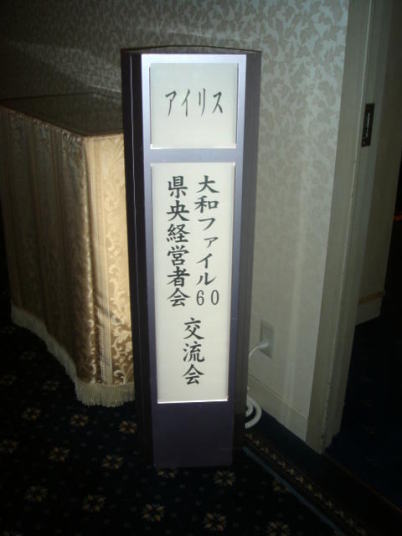 アイリス
大和ファイル60
県央経営者会
交流会